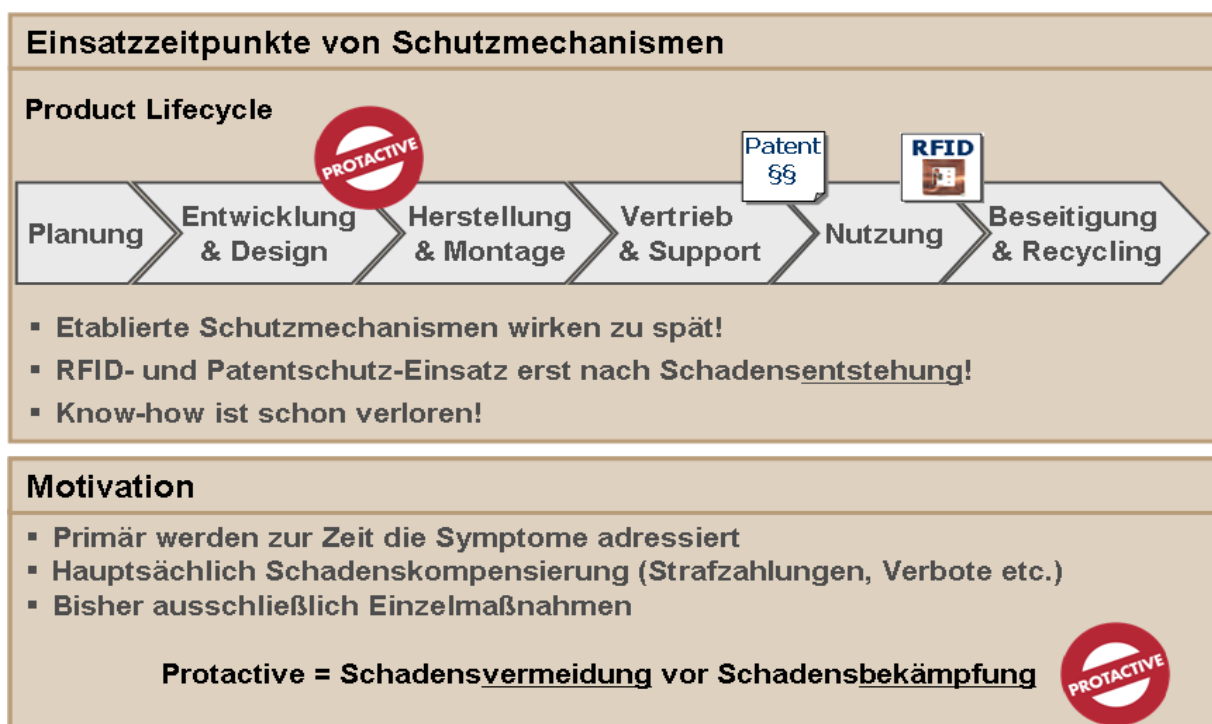 Einsatzzeitpunkte von Schutzmechanismen
Product Lifecycle
PROTACTIVE
Patent
§§
RFID
Planung
Entwicklung
& Design
Herstellung
& Montage
Vertrieb
& Support
Nutzung
Beseitigung
& Recycling
▪ Etablierte Schutzmechanismen wirken zu spät!
▪ RFID- und Patentschutz-Einsatz erst nach Schadensentstehung!
▪ Know-how ist schon verloren!
Motivation
▪ Primär werden zur Zeit die Symptome adressiert
▪ Hauptsächlich Schadenskompensierung (Strafzahlungen, Verbote etc.)
▪ Bisher ausschließlich Einzelmaßnahmen
Protactive = Schadensvermeidung vor Schadensbekämpfung
PROTACTIVE